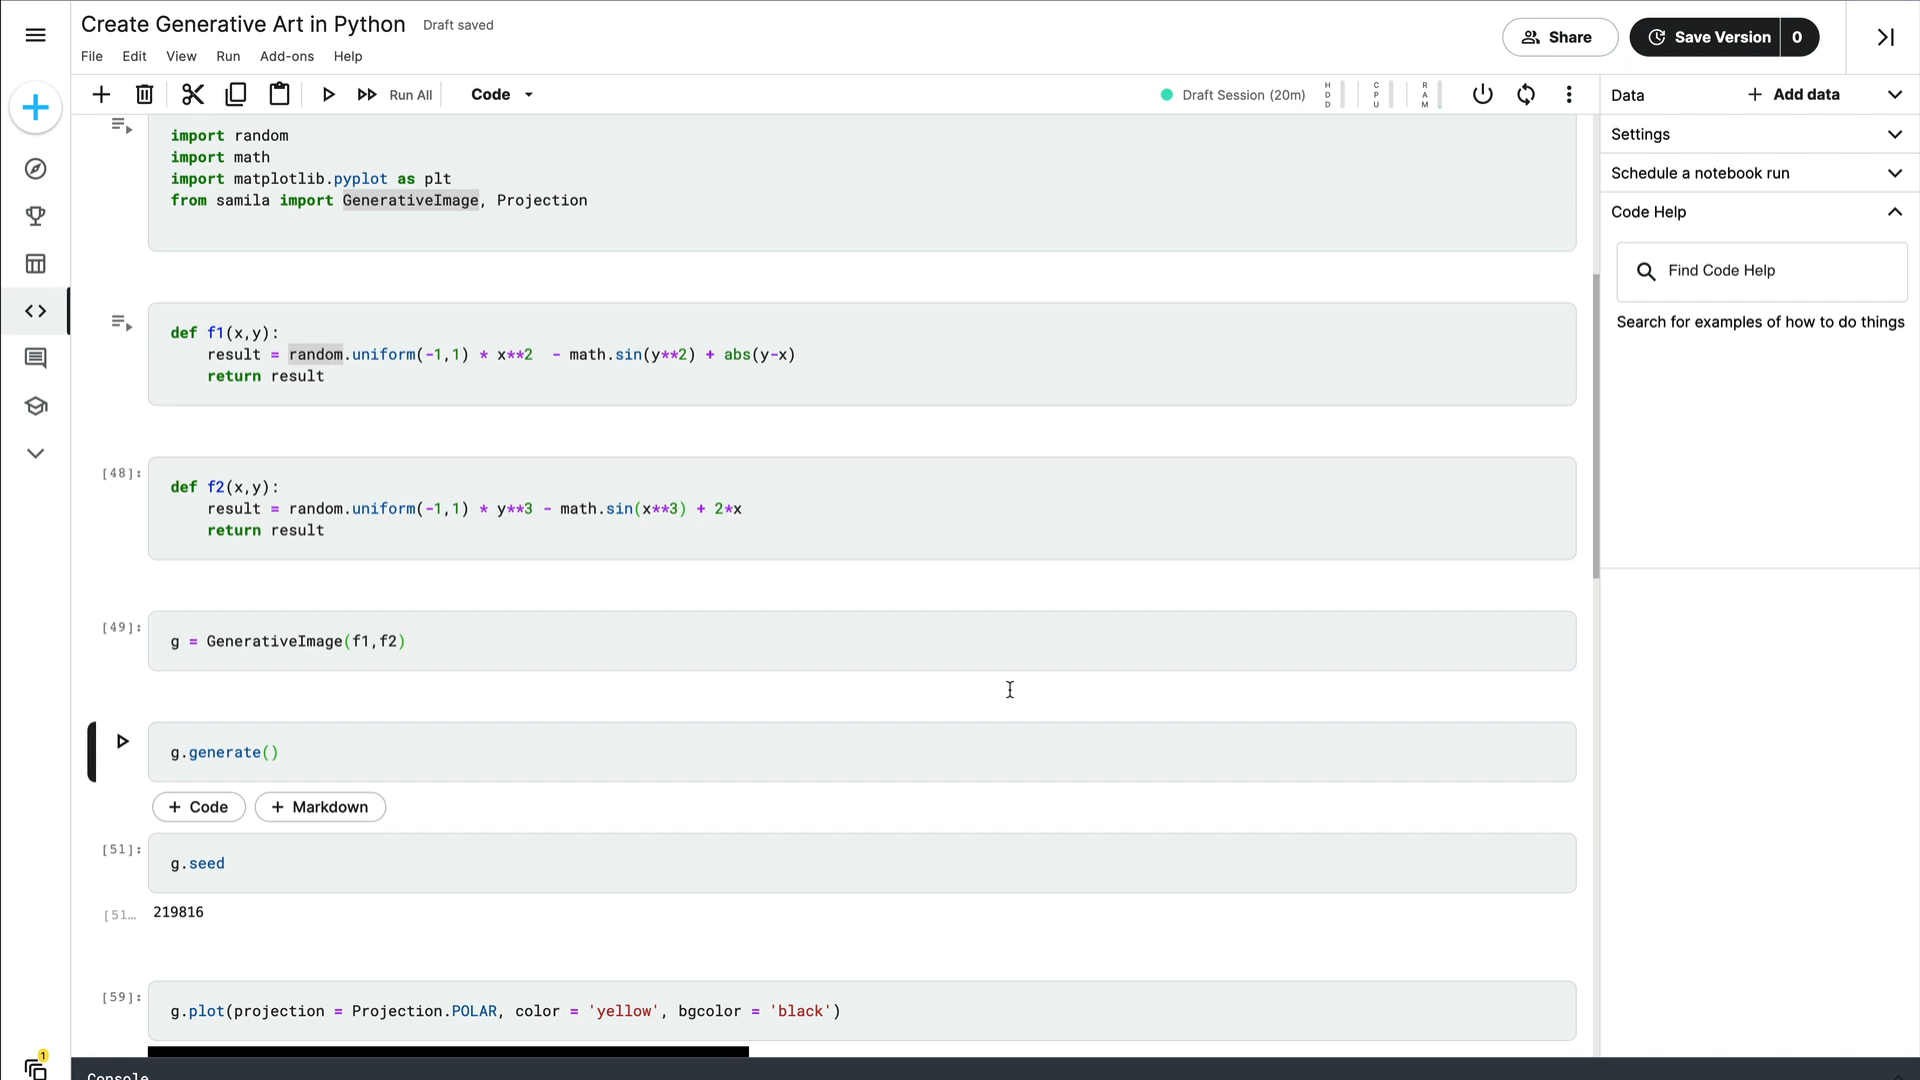 Create Generative Art in Python Draft saved
File Edit View Run Add-ons Help
Share
Save Version 0
Run All Code
Draft Session (20m) HDD CPU RAM
Data + Add data
Settings
Schedule a notebook run
Code Help
Find Code Help
Search for examples of how to do things
import random
import math
import matplotlib.pyplot as plt
from samila import GenerativeImage, Projection
def f1(x,y):
result = random.uniform(-1,1) * x**2 - math.sin(y**2) + abs(y-x)
return result
[48]:
def f2(x,y):
result = random.uniform(-1,1) * y**3 - math.sin(x**3) + 2*x
return result
[49]:
g = GenerativeImage(f1,f2)
g.generate()
+ Code + Markdown
[51]:
g.seed
[51… 219816
[59]:
g.plot(projection = Projection.POLAR, color = 'yellow', bgcolor = 'black')
1
Console